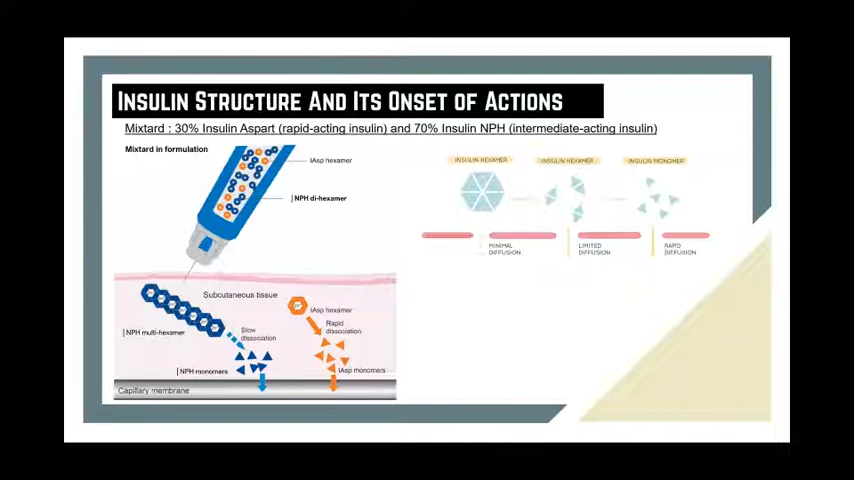 INSULIN STRUCTURE AND ITS ONSET OF ACTIONS
Mixtard : 30% Insulin Aspart (rapid-acting insulin) and 70% Insulin NPH (intermediate-acting insulin)
Mixtard in formulation
IAsp hexamer
NPH di-hexamer
Subcutaneous tissue
IAsp hexamer
Rapid
dissociation
NPH multi-hexamer
Slow
dissociation
NPH monomers
IAsp monomers
Capillary membrane
INSULIN HEXAMER
INSULIN HEXAMER
INSULIN MONOMER
MINIMAL
DIFFUSION
LIMITED
DIFFUSION
RAPID
DIFFUSION